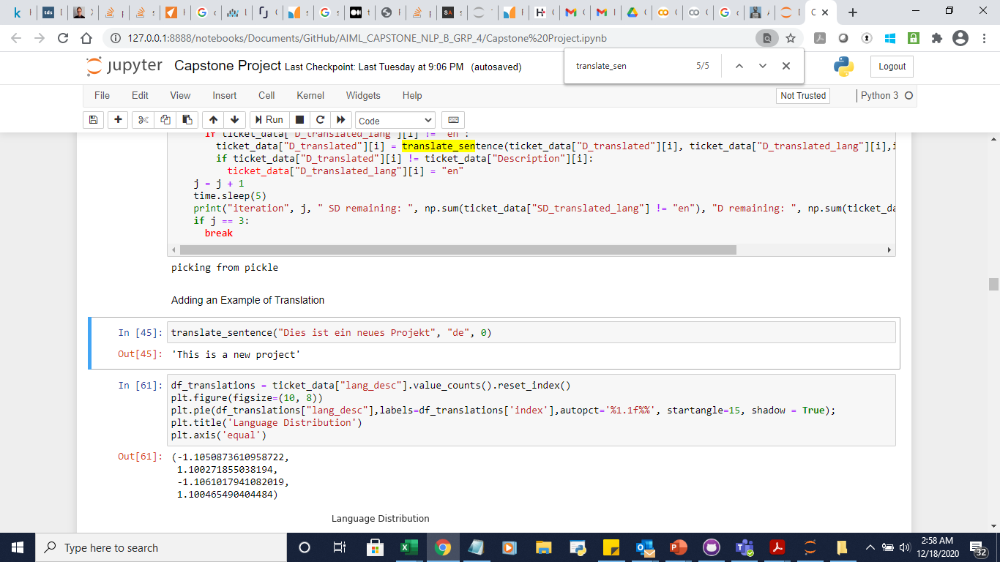 127.0.0.1:8888/notebooks/Documents/GitHub/AIML_CAPSTONE_NLP_B_GRP_4/Capstone%20Project.ipynb
translate_sen 5/5
jupyter Capstone Project Last Checkpoint: Last Tuesday at 9:06 PM (autosaved)
Logout
File Edit View Insert Cell Kernel Widgets Help
Not Trusted Python 3
Run Code
if ticket_data["D_translated_lang"][i] != "en":
ticket_data["D_translated"][i] = translate_sentence(ticket_data["D_translated"][i], ticket_data["D_translated_lang"][i],i
if ticket_data["D_translated"][i] != ticket_data["Description"][i]:
ticket_data["D_translated_lang"][i] = "en"
j = j + 1
time.sleep(5)
print("iteration", j, " SD remaining: ", np.sum(ticket_data["SD_translated_lang"] != "en"), "D remaining: ", np.sum(ticket_da
if j == 3:
break
picking from pickle
Adding an Example of Translation
In [45]: translate_sentence("Dies ist ein neues Projekt", "de", 0)
Out[45]: 'This is a new project'
In [61]: df_translations = ticket_data["lang_desc"].value_counts().reset_index()
plt.figure(figsize=(10, 8))
plt.pie(df_translations["lang_desc"],labels=df_translations['index'],autopct='%1.1f%%', startangle=15, shadow = True);
plt.title('Language Distribution')
plt.axis('equal')
Out[61]: (-1.1050873610958722,
1.100271855038194,
-1.1061017941082019,
1.100465490404484)
Language Distribution
Type here to search
2:58 AM
12/18/2020
32